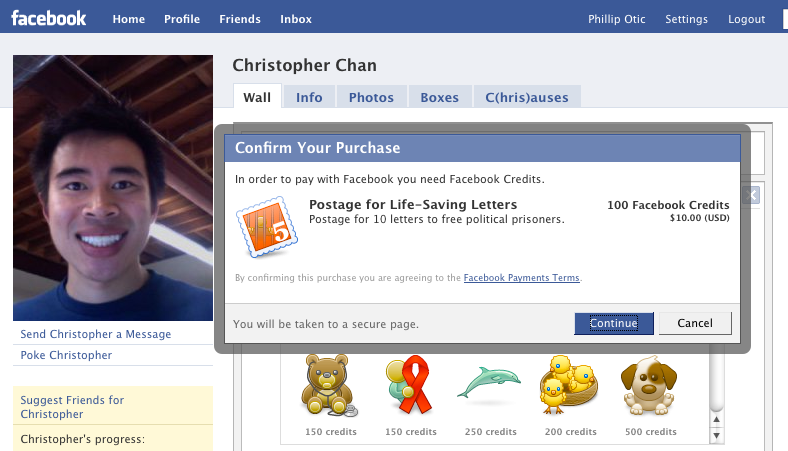 facebook Home Profile Friends Inbox Phillip Otic Settings Logout
Christopher Chan
Wall Info Photos Boxes C(hris)auses
Confirm Your Purchase
In order to pay with Facebook you need Facebook Credits.
Postage for Life-Saving Letters 100 Facebook Credits
Postage for 10 letters to free political prisoners. $10.00 (USD)
5
By confirming this purchase you are agreeing to the Facebook Payments Terms.
You will be taken to a secure page. Continue Cancel
Send Christopher a Message
Poke Christopher
Suggest Friends for
Christopher
Christopher's progress:
150 credits 150 credits 250 credits 200 credits 500 credits